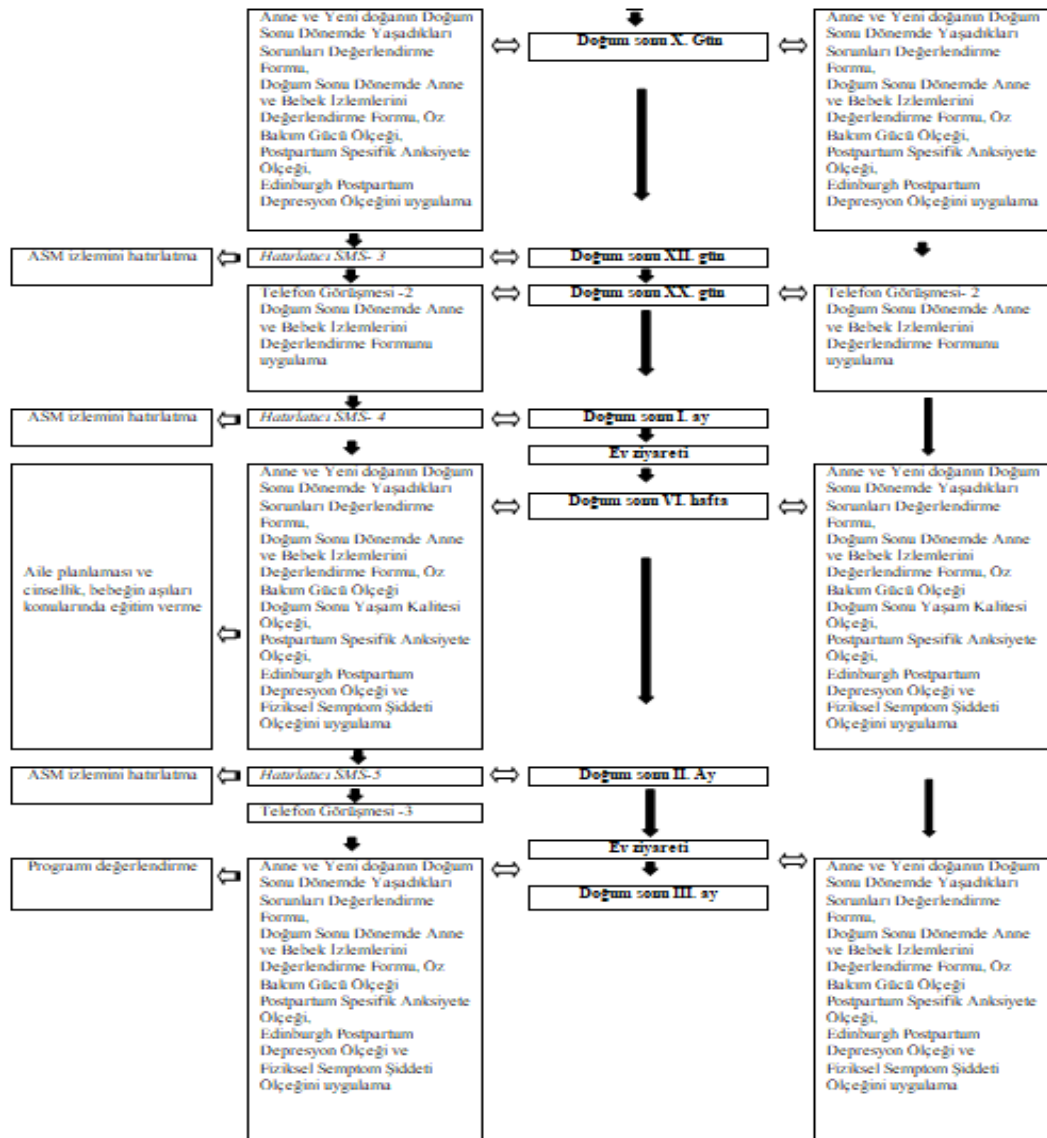 Anne ve Yeni doğanın Doğum
Sonu Dönemde Yaşadıkları
Sorunları Değerlendirme
Formu,
Doğum Sonu Dönemde Anne
ve Bebek İzlemlerini
Değerlendirme Formu, Öz
Bakım Gücü Ölçeği,
Postpartum Spesifik Anksiyete
Ölçeği,
Edinburgh Postpartum
Depresyon Ölçeğini uygulama
Doğum sonu X. Gün
Anne ve Yeni doğanın Doğum
Sonu Dönemde Yaşadıkları
Sorunları Değerlendirme
Formu,
Doğum Sonu Dönemde Anne
ve Bebek İzlemlerini
Değerlendirme Formu, Öz
Bakım Gücü Ölçeği,
Postpartum Spesifik Anksiyete
Ölçeği,
Edinburgh Postpartum
Depresyon Ölçeğini uygulama
ASM izlemini hatırlatma
Hatırlatıcı SMS- 3
Doğum sonu XII. gün
Telefon Görüşmesi -2
Doğum Sonu Dönemde Anne
ve Bebek İzlemlerini
Değerlendirme Formunu
uygulama
Doğum sonu XX. gün
Telefon Görüşmesi- 2
Doğum Sonu Dönemde Anne
ve Bebek İzlemlerini
Değerlendirme Formunu
uygulama
ASM izlemini hatırlatma
Hatırlatıcı SMS- 4
Doğum sonu I. ay
Ev ziyareti
Aile planlaması ve
cinsellik, bebeğin aşıları
konularında eğitim verme
Anne ve Yeni doğanın Doğum
Sonu Dönemde Yaşadıkları
Sorunları Değerlendirme
Formu,
Doğum Sonu Dönemde Anne
ve Bebek İzlemlerini
Değerlendirme Formu, Öz
Bakım Gücü Ölçeği
Doğum Sonu Yaşam Kalitesi
Ölçeği,
Postpartum Spesifik Anksiyete
Ölçeği,
Edinburgh Postpartum
Depresyon Ölçeği ve
Fiziksel Semptom Şiddeti
Ölçeğini uygulama
Doğum sonu VI. hafta
Anne ve Yeni doğanın Doğum
Sonu Dönemde Yaşadıkları
Sorunları Değerlendirme
Formu,
Doğum Sonu Dönemde Anne
ve Bebek İzlemlerini
Değerlendirme Formu, Öz
Bakım Gücü Ölçeği
Doğum Sonu Yaşam Kalitesi
Ölçeği,
Postpartum Spesifik Anksiyete
Ölçeği,
Edinburgh Postpartum
Depresyon Ölçeği ve
Fiziksel Semptom Şiddeti
Ölçeğini uygulama
ASM izlemini hatırlatma
Hatırlatıcı SMS-5
Doğum sonu II. Ay
Telefon Görüşmesi -3
Ev ziyareti
Programı değerlendirme
Anne ve Yeni doğanın Doğum
Sonu Dönemde Yaşadıkları
Sorunları Değerlendirme
Formu,
Doğum Sonu Dönemde Anne
ve Bebek İzlemlerini
Değerlendirme Formu, Öz
Bakım Gücü Ölçeği
Postpartum Spesifik Anksiyete
Ölçeği,
Edinburgh Postpartum
Depresyon Ölçeği ve
Fiziksel Semptom Şiddeti
Ölçeğini uygulama
Doğum sonu III. ay
Anne ve Yeni doğanın Doğum
Sonu Dönemde Yaşadıkları
Sorunları Değerlendirme
Formu,
Doğum Sonu Dönemde Anne
ve Bebek İzlemlerini
Değerlendirme Formu, Öz
Bakım Gücü Ölçeği
Postpartum Spesifik Anksiyete
Ölçeği,
Edinburgh Postpartum
Depresyon Ölçeği ve
Fiziksel Semptom Şiddeti
Ölçeğini uygulama